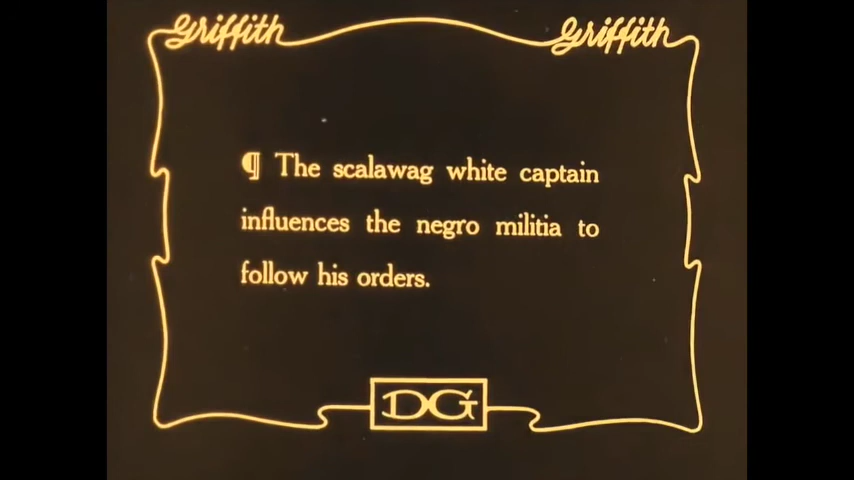 Griffith Griffith
¶ The scalawag white captain
influences the negro militia to
follow his orders.
DG